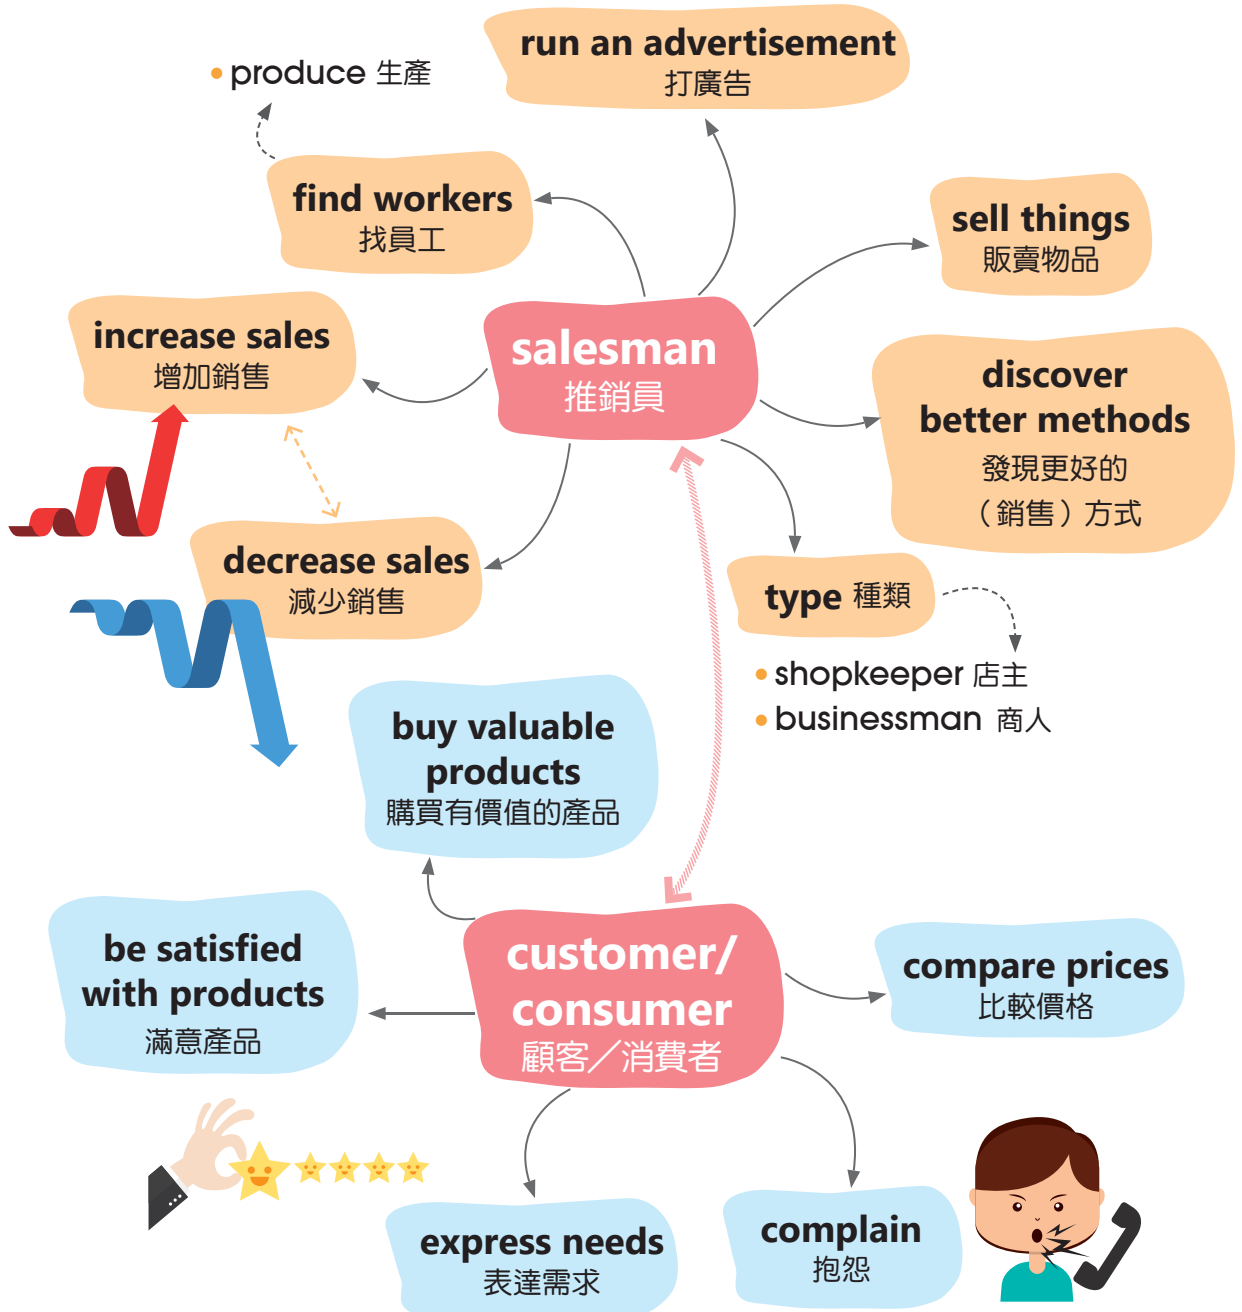 run an advertisement
打廣告
• produce 生產
find workers
找員工
sell things
販賣物品
increase sales
增加銷售
salesman
推銷員
discover
better methods
發現更好的
（銷售）方式
decrease sales
減少銷售
type 種類
• shopkeeper 店主
• businessman 商人
buy valuable
products
購買有價值的產品
be satisfied
with products
滿意產品
customer/
consumer
顧客／消費者
compare prices
比較價格
express needs
表達需求
complain
抱怨